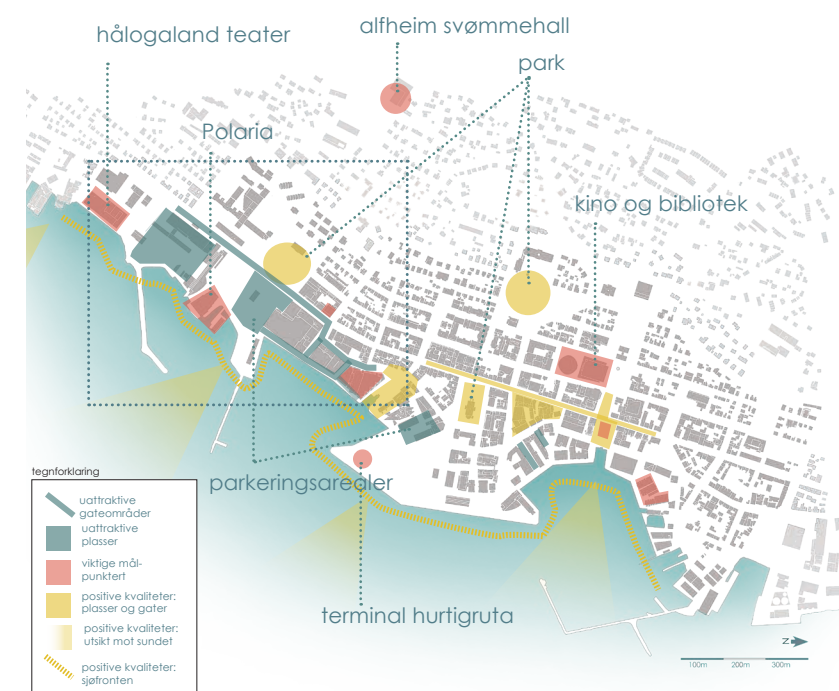 hålogaland teater
alfheim svømmehall
park
Polaria
kino og bibliotek
parkeringsarealer
terminal hurtigruta
tegnforklaring
uattraktive
gateområder
uattraktive
plasser
viktige mål-
punktert
positive kvaliteter:
plasser og gater
positive kvaliteter:
utsikt mot sundet
positive kvaliteter:
sjøfronten
z
100m 200m 300m